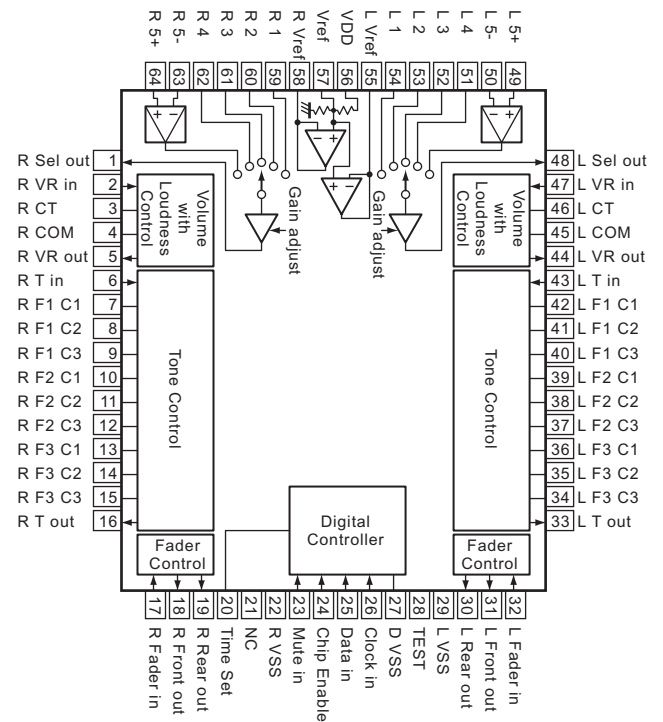 R 5+
R 5-
R 4
R 3
R 2
R 1
R Vref
Vref
VDD
L Vref
L 1
L 2
L 3
L 4
L 5-
L 5+
64
63
62
61
60
59
58
57
56
55
54
53
52
51
50
49
+ −
+ −
− +
+ −
R Sel out 1
R VR in 2
R CT 3
R COM 4
R VR out 5
R T in 6
R F1 C1 7
R F1 C2 8
R F1 C3 9
R F2 C1 10
R F2 C2 11
R F2 C3 12
R F3 C1 13
R F3 C2 14
R F3 C3 15
R T out 16
Volume
with
Loudness
Control
Gain adjust
Gain adjust
Volume
with
Loudness
Control
Tone Control
Tone Control
Digital
Controller
Fader
Control
Fader
Control
48 L Sel out
47 L VR in
46 L CT
45 L COM
44 L VR out
43 L T in
42 L F1 C1
41 L F1 C2
40 L F1 C3
39 L F2 C1
38 L F2 C2
37 L F2 C3
36 L F3 C1
35 L F3 C2
34 L F3 C3
33 L T out
17
18
19
20
21
22
23
24
25
26
27
28
29
30
31
32
R Fader in
R Front out
R Rear out
Time Set
NC
R VSS
Mute in
Chip Enable
Data in
Clock in
D VSS
TEST
L VSS
L Rear out
L Front out
L Fader in